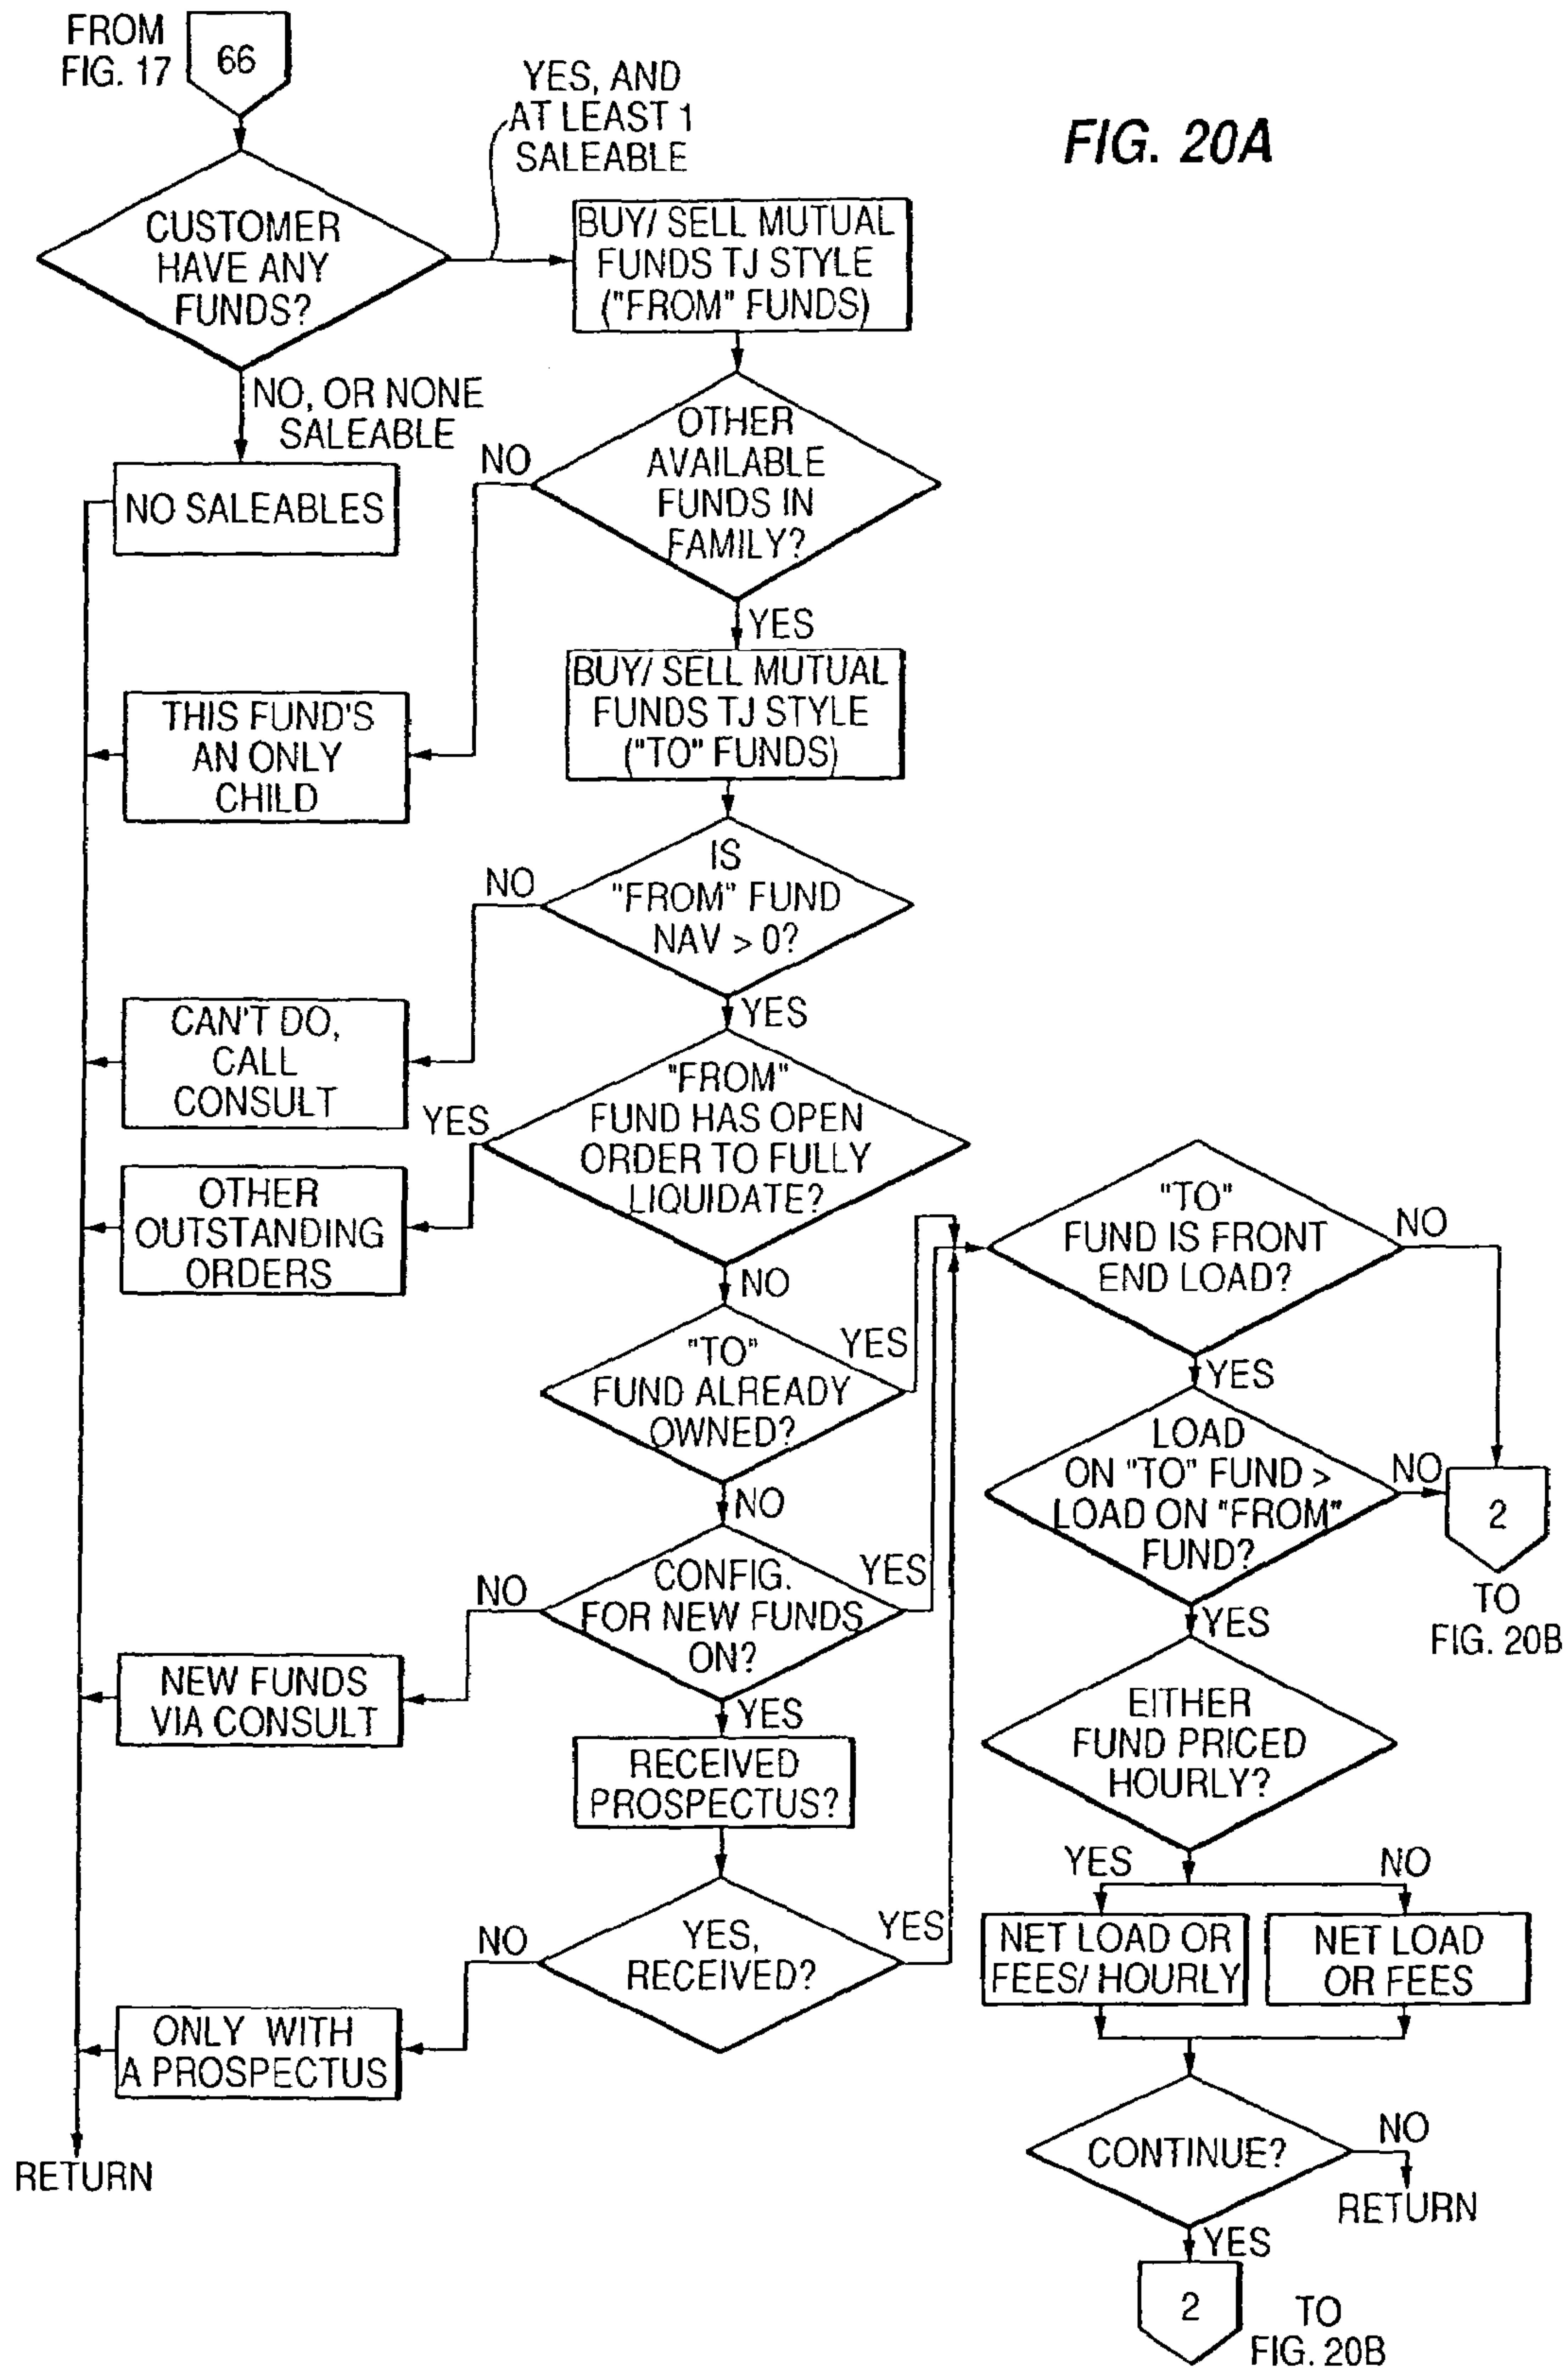 FROM
FIG. 17
66
YES, AND
AT LEAST 1
SALEABLE
FIG. 20A
CUSTOMER
HAVE ANY
FUNDS?
BUY/ SELL MUTUAL
FUNDS TJ STYLE
("FROM" FUNDS)
NO, OR NONE
SALEABLE
NO SALEABLES
OTHER
AVAILABLE
FUNDS IN
FAMILY?
NO
YES
BUY/ SELL MUTUAL
FUNDS TJ STYLE
("TO" FUNDS)
THIS FUND'S
AN ONLY
CHILD
IS
"FROM" FUND
NAV > 0?
NO
YES
CAN'T DO,
CALL
CONSULT
"FROM"
FUND HAS OPEN
ORDER TO FULLY
LIQUIDATE?
YES
OTHER
OUTSTANDING
ORDERS
NO
"TO"
FUND ALREADY
OWNED?
YES
NO
CONFIG.
FOR NEW FUNDS
ON?
YES
NO
NEW FUNDS
VIA CONSULT
YES
RECEIVED
PROSPECTUS?
YES,
RECEIVED?
YES
NO
ONLY WITH
A PROSPECTUS
RETURN
"TO"
FUND IS FRONT
END LOAD?
NO
YES
LOAD
ON "TO" FUND >
LOAD ON "FROM"
FUND?
NO
2
TO
FIG. 20B
YES
EITHER
FUND PRICED
HOURLY?
YES
NO
NET LOAD OR
FEES/ HOURLY
NET LOAD
OR FEES
CONTINUE?
NO
RETURN
YES
2
TO
FIG. 20B